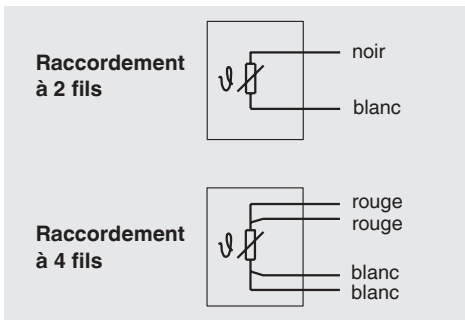 Raccordement
à 2 fils
noir
blanc
ϑ
Raccordement
à 4 fils
rouge
rouge
blanc
blanc
ϑ